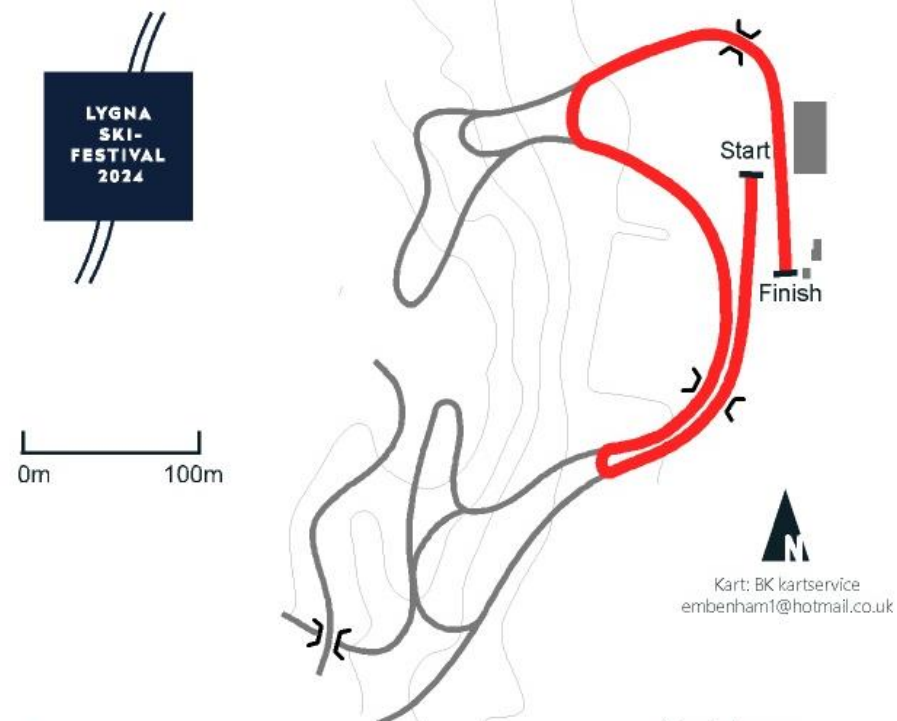 LYGNA
SKI-
FESTIVAL
2024
Start
Finish
0m
100m
N
Kart: BK kartservice
embenham1@hotmail.co.uk